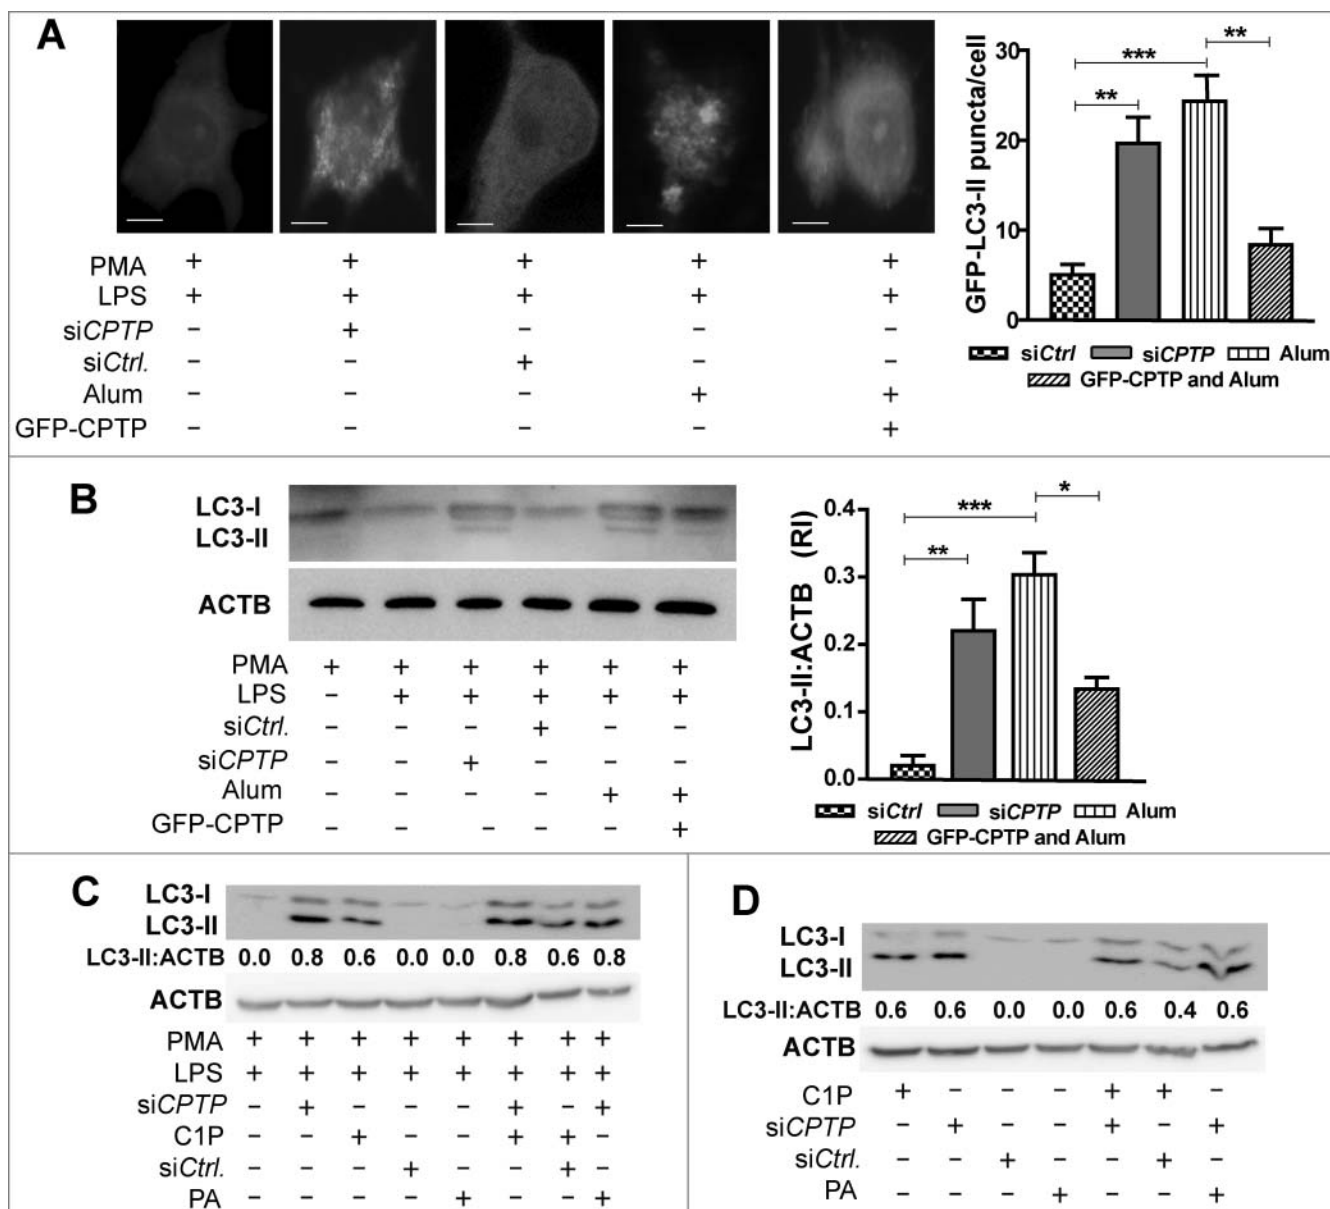 A
PMA + + + + +
LPS + + + + +
siCPTP – + – – –
siCtrl. – – + – –
Alum – – – + +
GFP-CPTP – – – – +
GFP-LC3-II puncta/cell
30
20
10
0
** *** **
siCtrl siCPTP Alum
GFP-CPTP and Alum
B
LC3-I
LC3-II
ACTB
PMA + + + + + +
LPS – + + + + +
siCtrl. – – – + – –
siCPTP – – + – – –
Alum – – – – + +
GFP-CPTP – – – – – +
LC3-II:ACTB (RI)
0.4
0.3
0.2
0.1
0.0
** *** *
siCtrl siCPTP Alum
GFP-CPTP and Alum
C
LC3-I
LC3-II
LC3-II:ACTB 0.0 0.8 0.6 0.0 0.0 0.8 0.6 0.8
ACTB
PMA + + + + + + + +
LPS + + + + + + + +
siCPTP – + – – – + – +
C1P – – + – – + + –
siCtrl. – – – + – – + –
PA – – – – + – – +
D
LC3-I
LC3-II
LC3-II:ACTB 0.6 0.6 0.0 0.0 0.6 0.4 0.6
ACTB
C1P + – – – + + –
siCPTP – + – – + – +
siCtrl. – – + – – + –
PA – – – + – – +